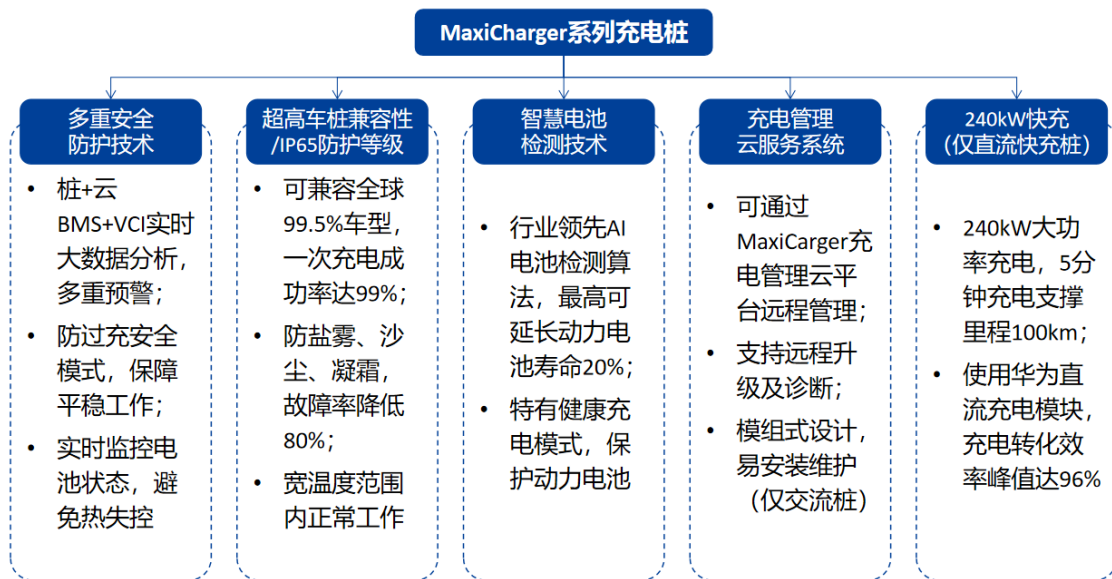 MaxiCharger系列充电桩
多重安全
防护技术
• 桩+云
BMS+VCI实时
大数据分析，
多重预警；
• 防过充安全
模式，保障
平稳工作；
• 实时监控电
池状态，避
免热失控
超高车桩兼容性
/IP65防护等级
• 可兼容全球
99.5%车型，
一次充电成
功率达99%；
• 防盐雾、沙
尘、凝霜，
故障率降低
80%；
• 宽温度范围
内正常工作
智慧电池
检测技术
• 行业领先AI
电池检测算
法，最高可
延长动力电
池寿命20%；
• 特有健康充
电模式，保
护动力电池
充电管理
云服务系统
• 可通过
MaxiCarger充
电管理云平
台远程管理；
• 支持远程升
级及诊断；
• 模组式设计，
易安装维护
（仅交流桩）
240kW快充
（仅直流快充桩）
• 240kW大功
率充电，5分
钟充电支撑
里程100km；
• 使用华为直
流充电模块，
充电转化效
率峰值达96%